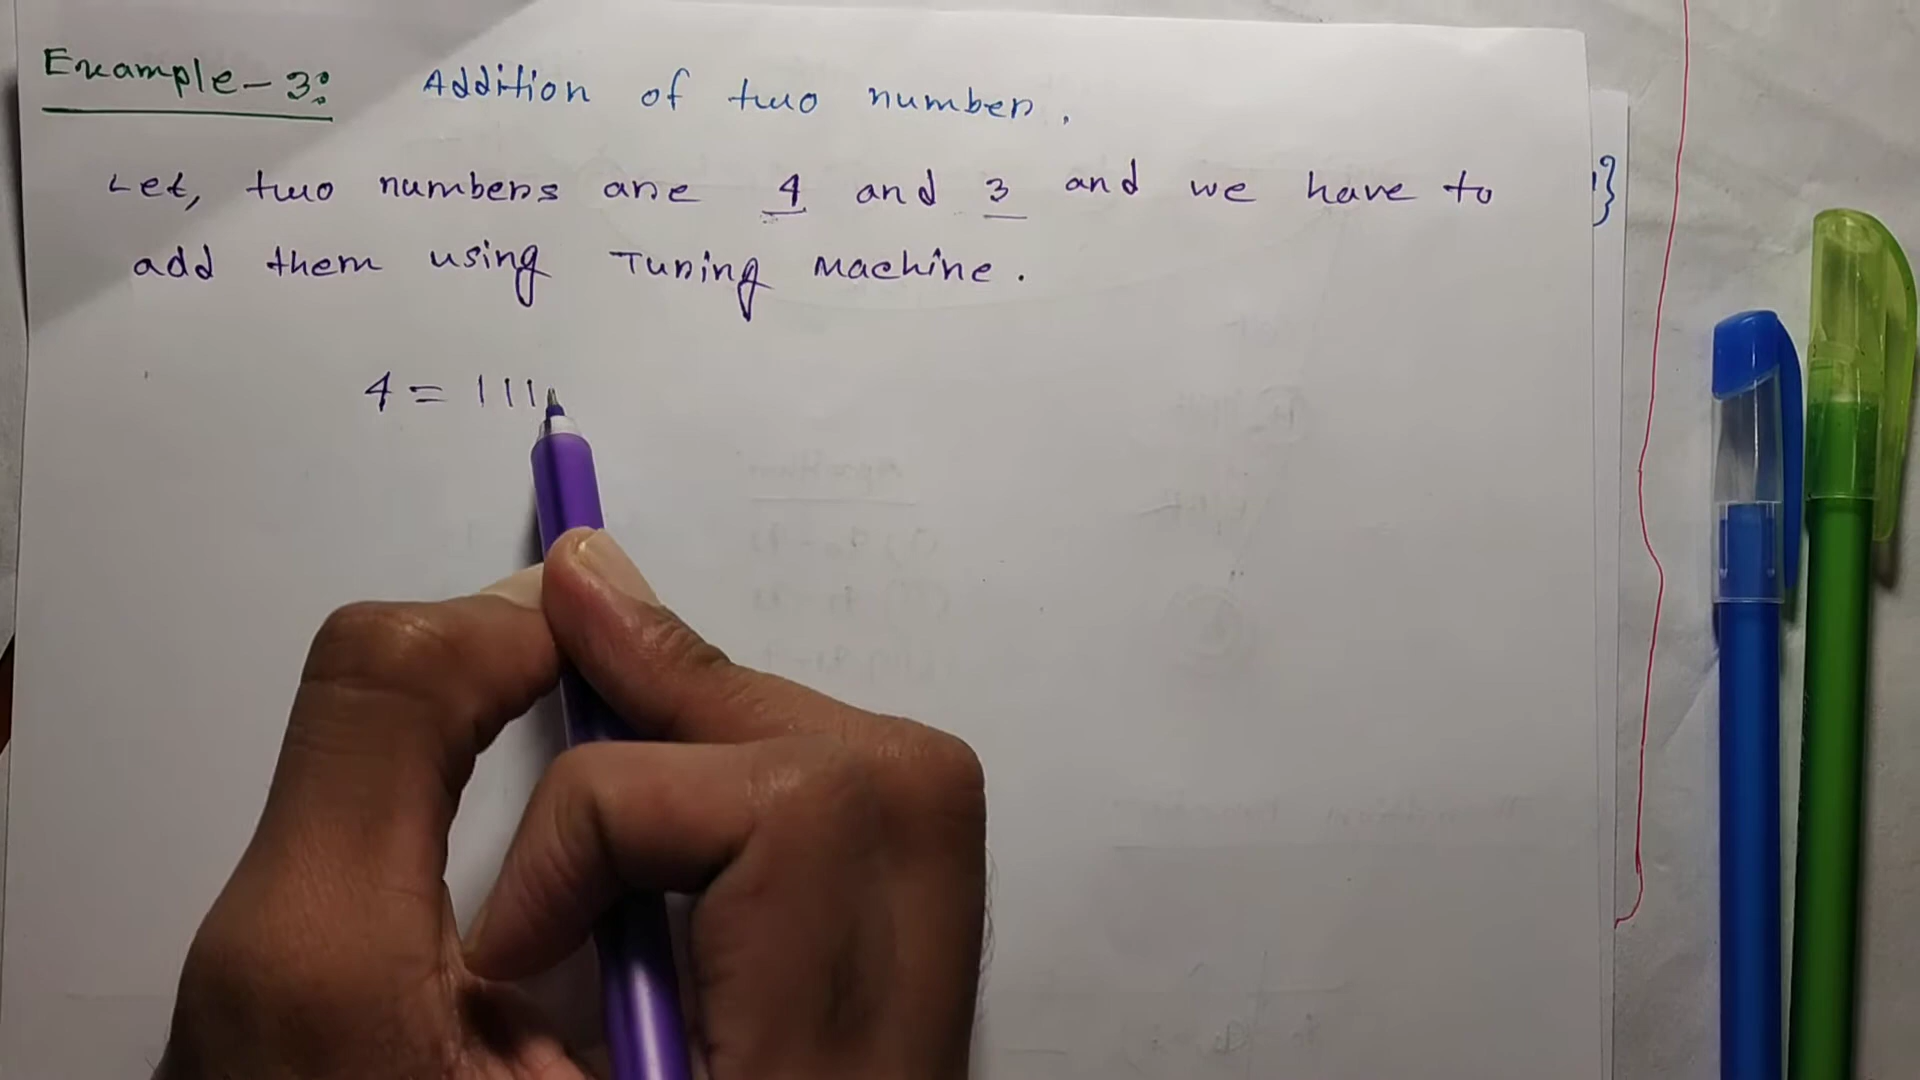 Example-3:
Addition of two number.
Let, two numbers are 4 and 3 and we have to
add them using Turing Machine.
4 = 111
}